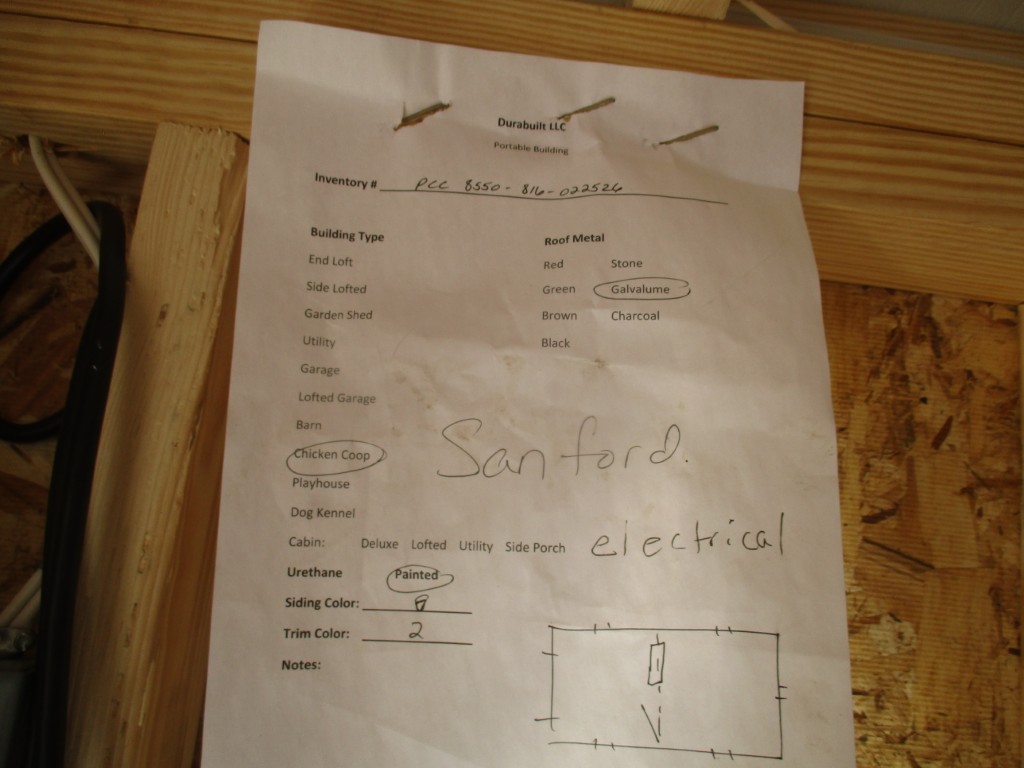 Durabuilt LLC
Portable Building
Inventory # PCC 8550-816-022526
Building Type
End Loft
Side Lofted
Garden Shed
Utility
Garage
Lofted Garage
Barn
Chicken Coop
Playhouse
Dog Kennel
Cabin: Deluxe Lofted Utility Side Porch
Roof Metal
Red Stone
Green Galvalume
Brown Charcoal
Black
Sanford.
electrical
Urethane Painted
Siding Color: 8
Trim Color: 2
Notes: